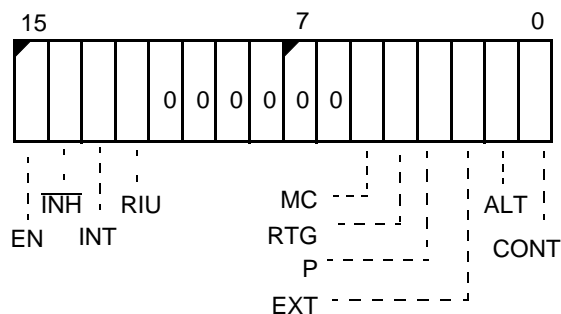 15 7 0
0 0 0 0 0 0
INH RIU MC ALT
EN INT RTG CONT
P
EXT